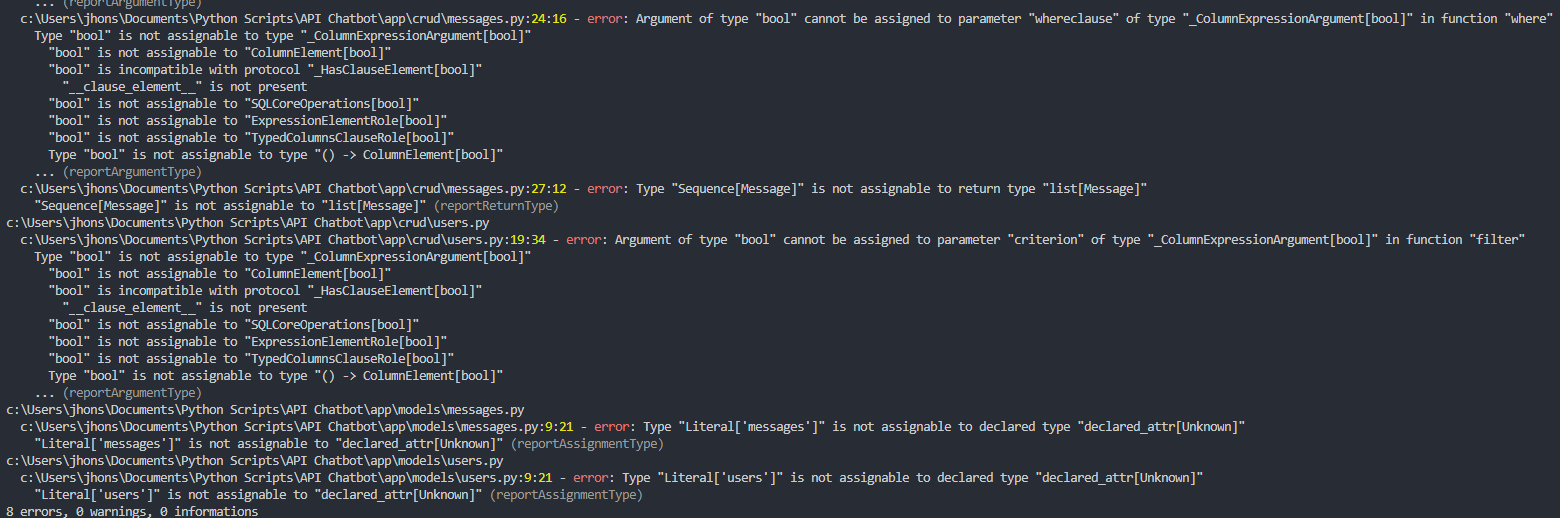 ... (reportArgumentType)
c:\Users\jhons\Documents\Python Scripts\API Chatbot\app\crud\messages.py:24:16 - error: Argument of type "bool" cannot be assigned to parameter "whereclause" of type "_ColumnExpressionArgument[bool]" in function "where"
Type "bool" is not assignable to type "_ColumnExpressionArgument[bool]"
"bool" is not assignable to "ColumnElement[bool]"
"bool" is incompatible with protocol "_HasClauseElement[bool]"
"__clause_element__" is not present
"bool" is not assignable to "SQLCoreOperations[bool]"
"bool" is not assignable to "ExpressionElementRole[bool]"
"bool" is not assignable to "TypedColumnsClauseRole[bool]"
Type "bool" is not assignable to type "() -> ColumnElement[bool]"
... (reportArgumentType)
c:\Users\jhons\Documents\Python Scripts\API Chatbot\app\crud\messages.py:27:12 - error: Type "Sequence[Message]" is not assignable to return type "list[Message]"
"Sequence[Message]" is not assignable to "list[Message]" (reportReturnType)
c:\Users\jhons\Documents\Python Scripts\API Chatbot\app\crud\users.py
c:\Users\jhons\Documents\Python Scripts\API Chatbot\app\crud\users.py:19:34 - error: Argument of type "bool" cannot be assigned to parameter "criterion" of type "_ColumnExpressionArgument[bool]" in function "filter"
Type "bool" is not assignable to type "_ColumnExpressionArgument[bool]"
"bool" is not assignable to "ColumnElement[bool]"
"bool" is incompatible with protocol "_HasClauseElement[bool]"
"__clause_element__" is not present
"bool" is not assignable to "SQLCoreOperations[bool]"
"bool" is not assignable to "ExpressionElementRole[bool]"
"bool" is not assignable to "TypedColumnsClauseRole[bool]"
Type "bool" is not assignable to type "() -> ColumnElement[bool]"
... (reportArgumentType)
c:\Users\jhons\Documents\Python Scripts\API Chatbot\app\models\messages.py
c:\Users\jhons\Documents\Python Scripts\API Chatbot\app\models\messages.py:9:21 - error: Type "Literal['messages']" is not assignable to declared type "declared_attr[Unknown]"
"Literal['messages']" is not assignable to "declared_attr[Unknown]" (reportAssignmentType)
c:\Users\jhons\Documents\Python Scripts\API Chatbot\app\models\users.py
c:\Users\jhons\Documents\Python Scripts\API Chatbot\app\models\users.py:9:21 - error: Type "Literal['users']" is not assignable to declared type "declared_attr[Unknown]"
"Literal['users']" is not assignable to "declared_attr[Unknown]" (reportAssignmentType)
8 errors, 0 warnings, 0 informations